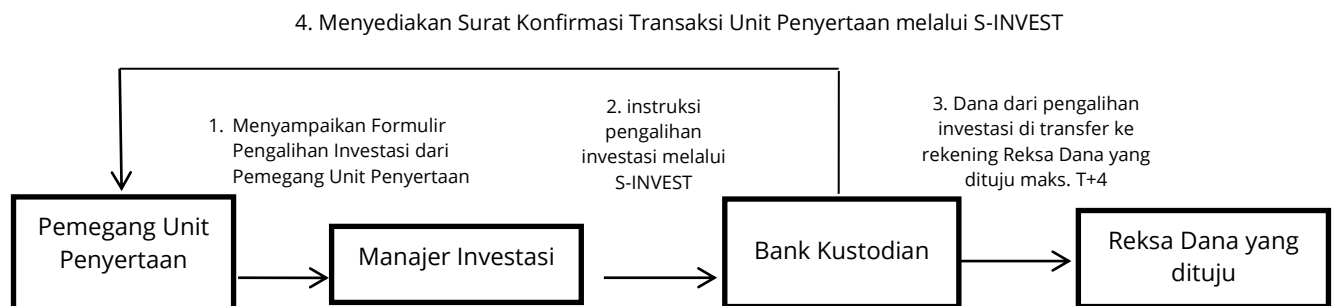 4. Menyediakan Surat Konfirmasi Transaksi Unit Penyertaan melalui S-INVEST
1. Menyampaikan Formulir
Pengalihan Investasi dari
Pemegang Unit Penyertaan
2. instruksi
pengalihan
investasi melalui
S-INVEST
3. Dana dari pengalihan
investasi di transfer ke
rekening Reksa Dana yang
dituju maks. T+4
Pemegang Unit
Penyertaan
Manajer Investasi
Bank Kustodian
Reksa Dana yang
dituju